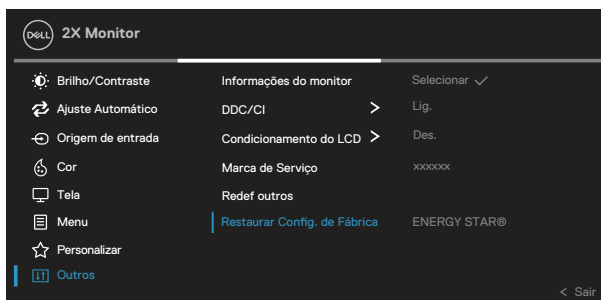 DELL 2X Monitor
Brilho/Contraste Informações do monitor Selecionar ✓
Ajuste Automático DDC/CI > Lig.
Origem de entrada Condicionamento do LCD > Des.
Cor Marca de Serviço xxxxxx
Tela Redef outros
Menu Restaurar Config. de Fábrica ENERGY STAR®
Personalizar
Outros
< Sair